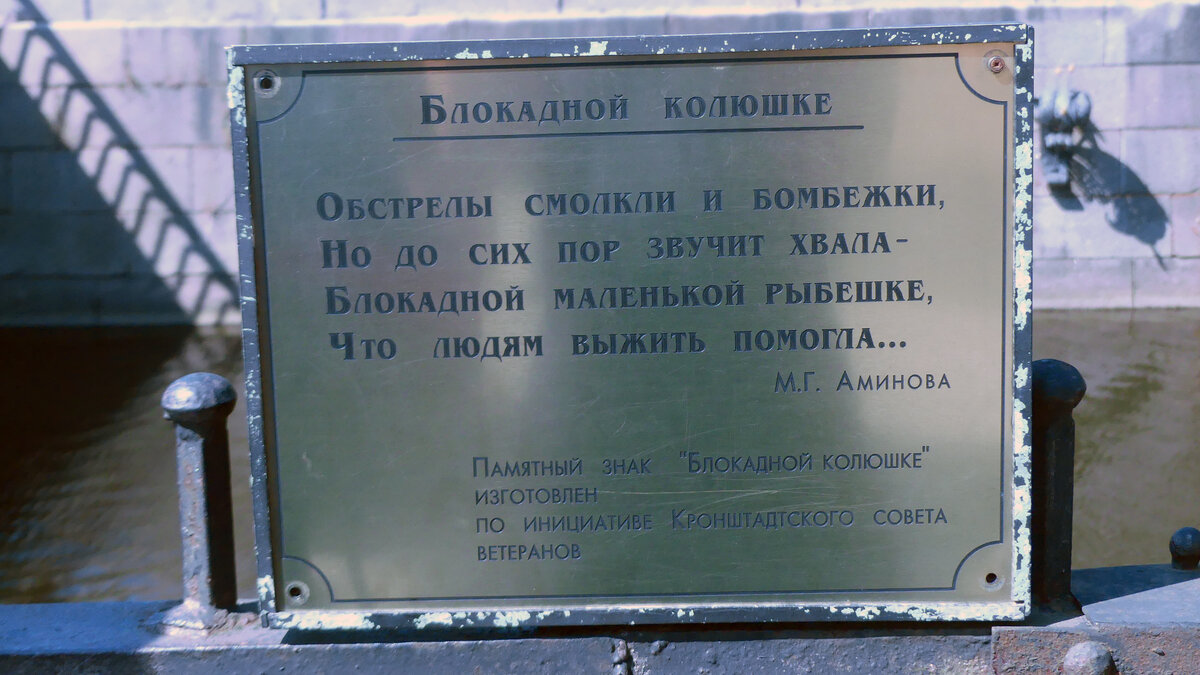 Блокадной колюшке
Обстрелы смолкли и бомбежки,
Но до сих пор звучит хвала-
Блокадной маленькой рыбешке,
Что людям выжить помогла...
М.Г. Аминова
Памятный знак "Блокадной колюшке"
изготовлен
по инициативе Кронштадтского совета
ветеранов